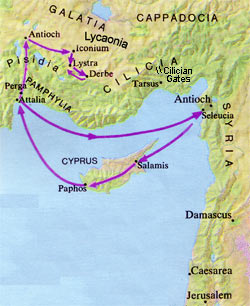 GALATIA
CAPPADOCIA
Antioch
Lycaonia
iconium
Pisidia
Lystra
Derbe
CILICIA
Cilician
Gates
Perga
PAMPHYLIA
Tarsus
Attalia
Antioch
Seleucia
SYRIA
CYPRUS
Salamis
Paphos
Damascus
Caesarea
Jerusalem